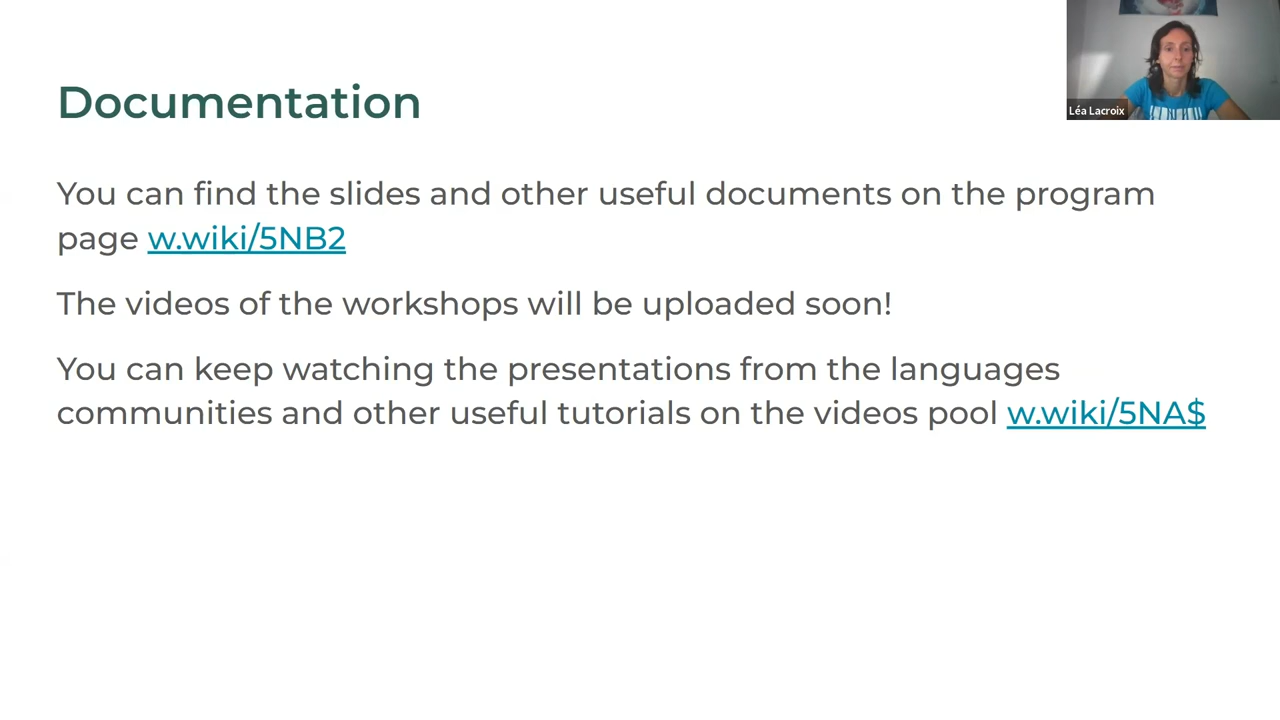 Documentation
Léa Lacroix
You can find the slides and other useful documents on the program
page w.wiki/5NB2
The videos of the workshops will be uploaded soon!
You can keep watching the presentations from the languages
communities and other useful tutorials on the videos pool w.wiki/5NA$